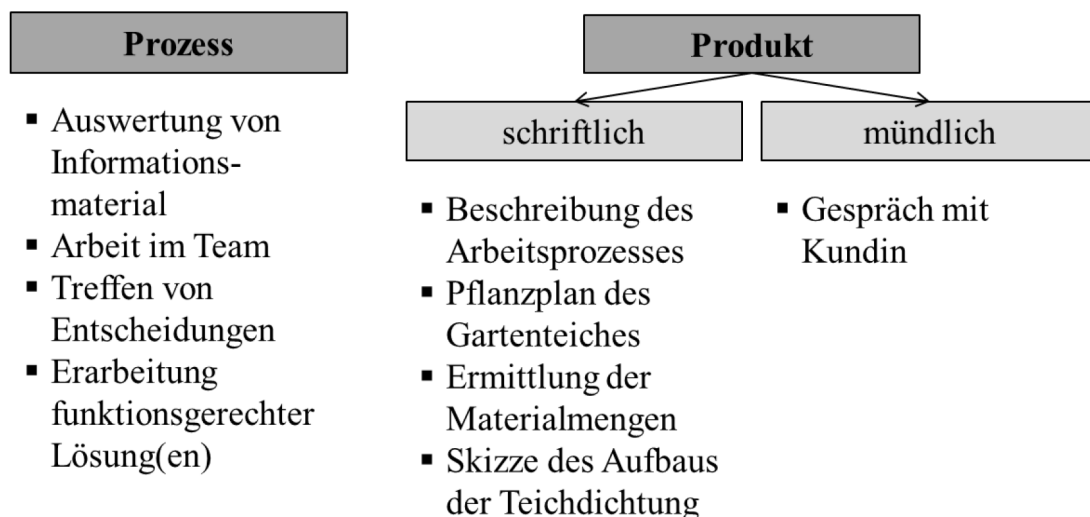 Prozess
▪ Auswertung von
Informations-
material
▪ Arbeit im Team
▪ Treffen von
Entscheidungen
▪ Erarbeitung
funktionsgerechter
Lösung(en)
Produkt
schriftlich
▪ Beschreibung des
Arbeitsprozesses
▪ Pflanzplan des
Gartenteiches
▪ Ermittlung der
Materialmengen
▪ Skizze des Aufbaus
der Teichdichtung
mündlich
▪ Gespräch mit
Kundin